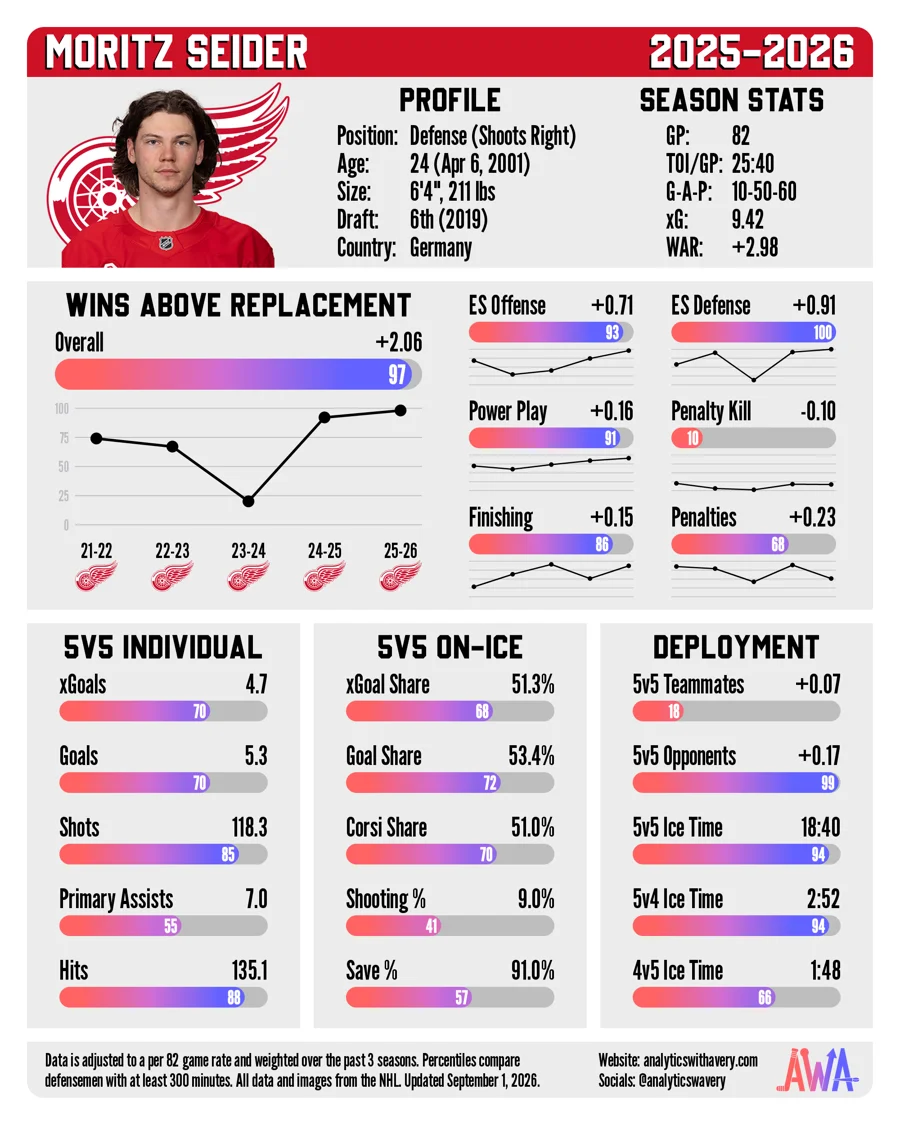 MORITZ SEIDER
2025-2026
PROFILE
Position: Defense (Shoots Right)
Age: 24 (Apr 6, 2001)
Size: 6'4", 211 lbs
Draft: 6th (2019)
Country: Germany
SEASON STATS
GP: 82
TOI/GP: 25:40
G-A-P: 10-50-60
xG: 9.42
WAR: +2.98
WINS ABOVE REPLACEMENT
Overall +2.06
97
100
75
50
25
0
21-22 22-23 23-24 24-25 25-26
ES Offense +0.71
93
ES Defense +0.91
100
Power Play +0.16
91
Penalty Kill -0.10
10
Finishing +0.15
86
Penalties +0.23
68
5V5 INDIVIDUAL
xGoals 4.7
70
Goals 5.3
70
Shots 118.3
85
Primary Assists 7.0
55
Hits 135.1
88
5V5 ON-ICE
xGoal Share 51.3%
68
Goal Share 53.4%
72
Corsi Share 51.0%
70
Shooting % 9.0%
41
Save % 91.0%
57
DEPLOYMENT
5v5 Teammates +0.07
18
5v5 Opponents +0.17
99
5v5 Ice Time 18:40
94
5v4 Ice Time 2:52
94
4v5 Ice Time 1:48
66
Data is adjusted to a per 82 game rate and weighted over the past 3 seasons. Percentiles compare
defensemen with at least 300 minutes. All data and images from the NHL. Updated September 1, 2026.
Website: analyticswithavery.com
Socials: @analyticswavery
AWA